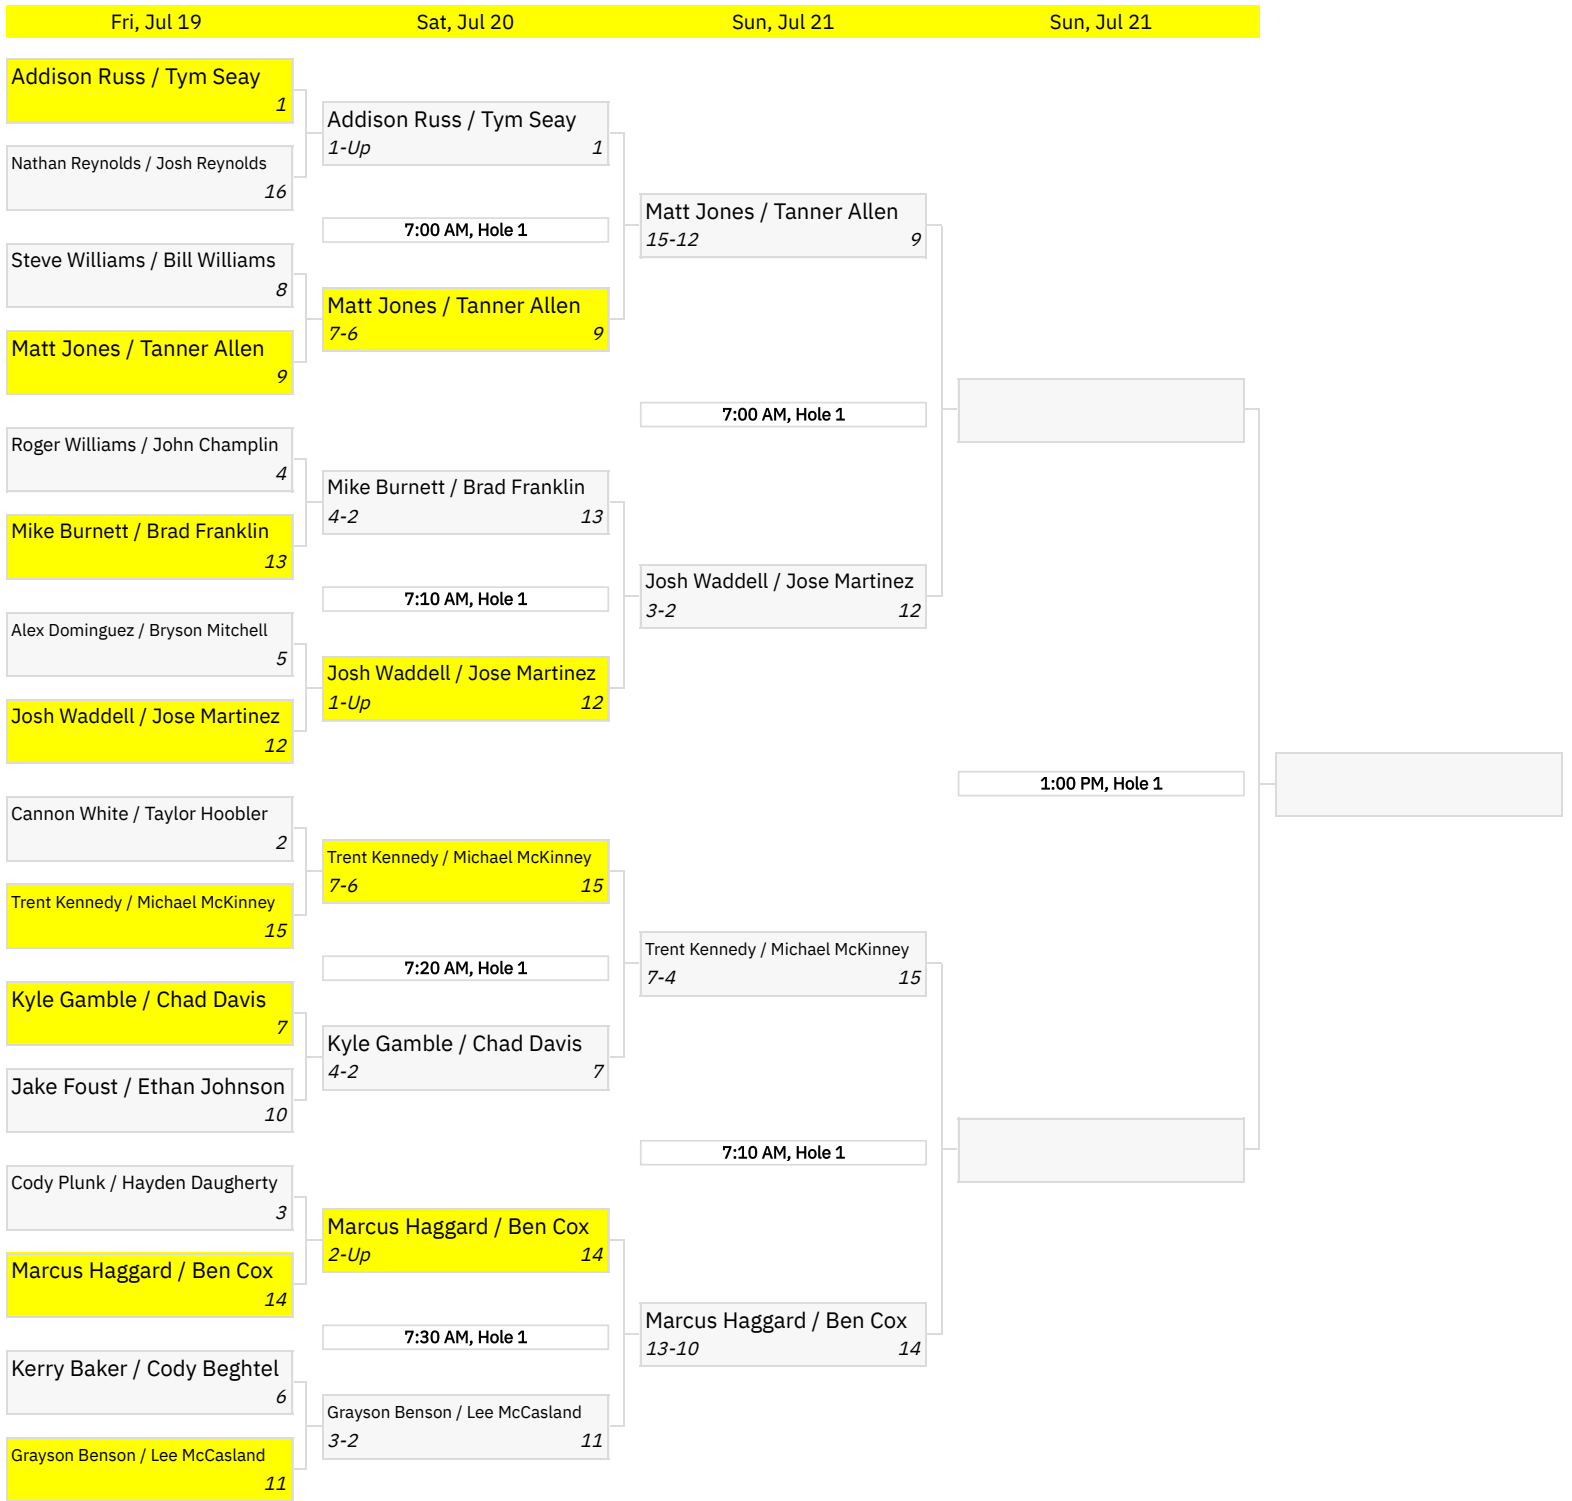 Fri, Jul 19
Sat, Jul 20
Sun, Jul 21
Sun, Jul 21
Addison Russ / Tym Seay
1
Nathan Reynolds / Josh Reynolds
16
Steve Williams / Bill Williams
8
Matt Jones / Tanner Allen
9
Roger Williams / John Champlin
4
Mike Burnett / Brad Franklin
13
Alex Dominguez / Bryson Mitchell
5
Josh Waddell / Jose Martinez
12
Cannon White / Taylor Hoobler
2
Trent Kennedy / Michael McKinney
15
Kyle Gamble / Chad Davis
7
Jake Foust / Ethan Johnson
10
Cody Plunk / Hayden Daugherty
3
Marcus Haggard / Ben Cox
14
Kerry Baker / Cody Beghtel
6
Grayson Benson / Lee McCasland
11
Addison Russ / Tym Seay
1-Up 1
7:00 AM, Hole 1
Matt Jones / Tanner Allen
7-6 9
Mike Burnett / Brad Franklin
4-2 13
7:10 AM, Hole 1
Josh Waddell / Jose Martinez
1-Up 12
Trent Kennedy / Michael McKinney
7-6 15
7:20 AM, Hole 1
Kyle Gamble / Chad Davis
4-2 7
Marcus Haggard / Ben Cox
2-Up 14
7:30 AM, Hole 1
Grayson Benson / Lee McCasland
3-2 11
Matt Jones / Tanner Allen
15-12 9
7:00 AM, Hole 1
Josh Waddell / Jose Martinez
3-2 12
Trent Kennedy / Michael McKinney
7-4 15
7:10 AM, Hole 1
Marcus Haggard / Ben Cox
13-10 14
1:00 PM, Hole 1